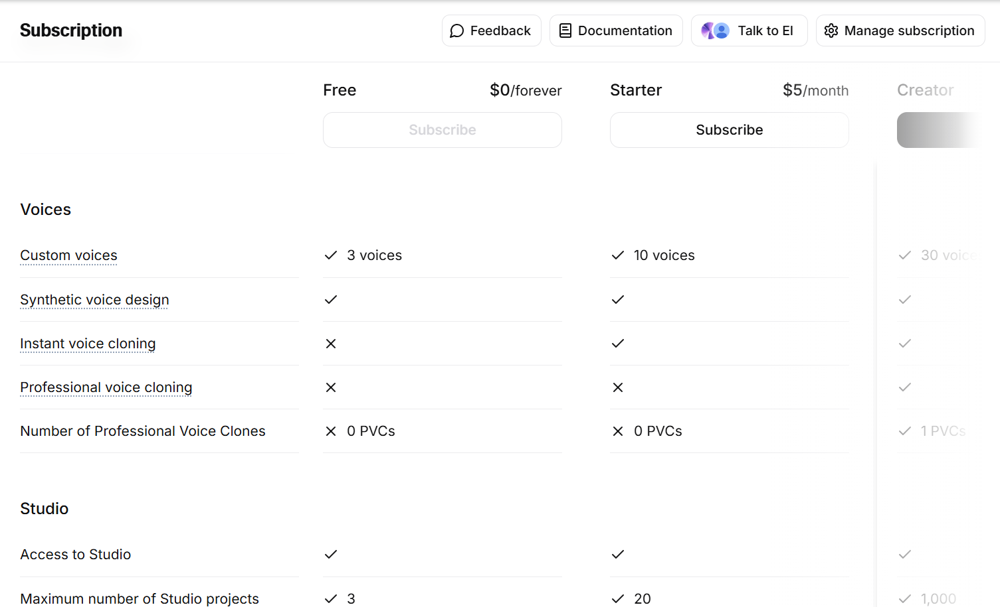 Subscription
Feedback
Documentation
Talk to El
Manage subscription
Free $0/forever
Starter $5/month
Creator
Subscribe
Subscribe
Voices
Custom voices 3 voices 10 voices 30 voices
Synthetic voice design
Instant voice cloning
Professional voice cloning
Number of Professional Voice Clones 0 PVCs 0 PVCs 1 PVCs
Studio
Access to Studio
Maximum number of Studio projects 3 20 1,000